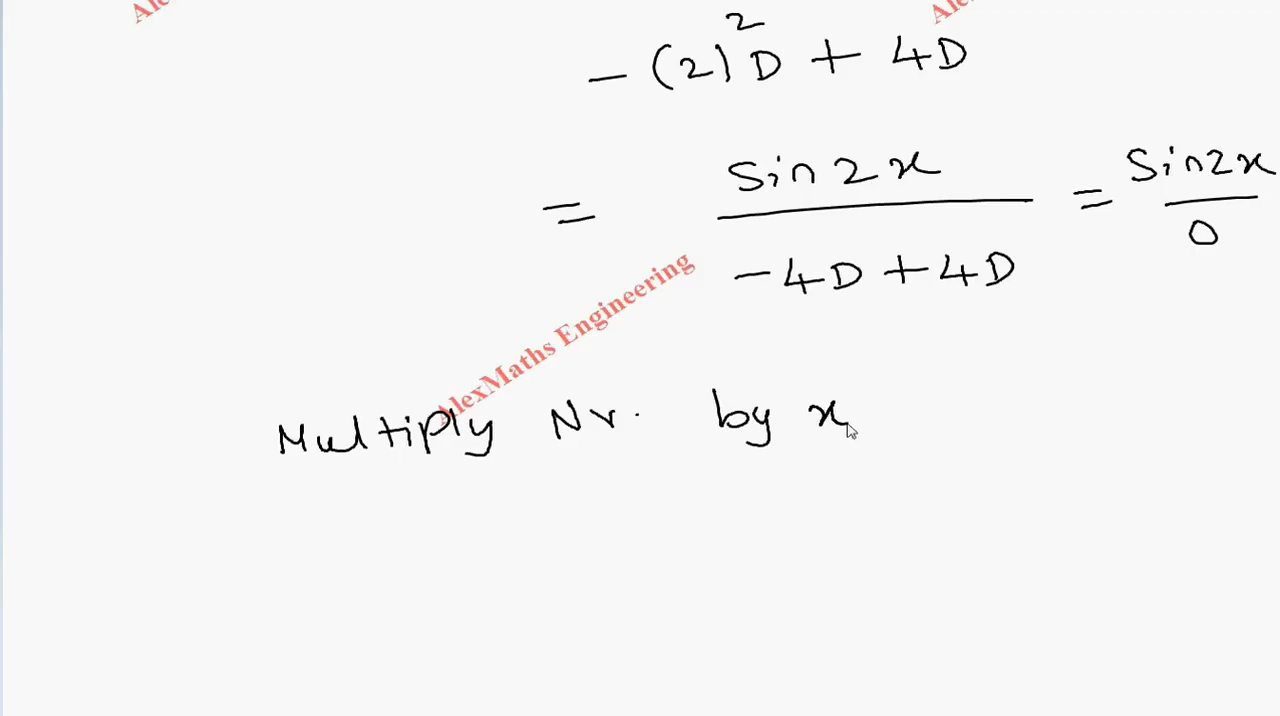 - (2)² D + 4D
= Sin 2x / -4D + 4D = Sin2x / 0
AlexMaths Engineering
Multiply Nr. by x